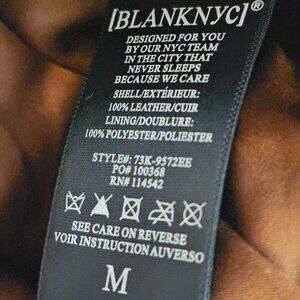 [BLANKNYC]®
DESIGNED FOR YOU
BY OUR NYC TEAM
IN THE CITY THAT
NEVER SLEEPS
BECAUSE WE CARE
SHELL/EXTÉRIEUR:
100% LEATHER/CUIR
LINING/DOUBLURE:
100% POLYESTER/POLIESTER
STYLE#: 73K-9572EE
PO# 100368
RN# 114542
SEE CARE ON REVERSE
VOIR INSTRUCTION AUVERSO
M